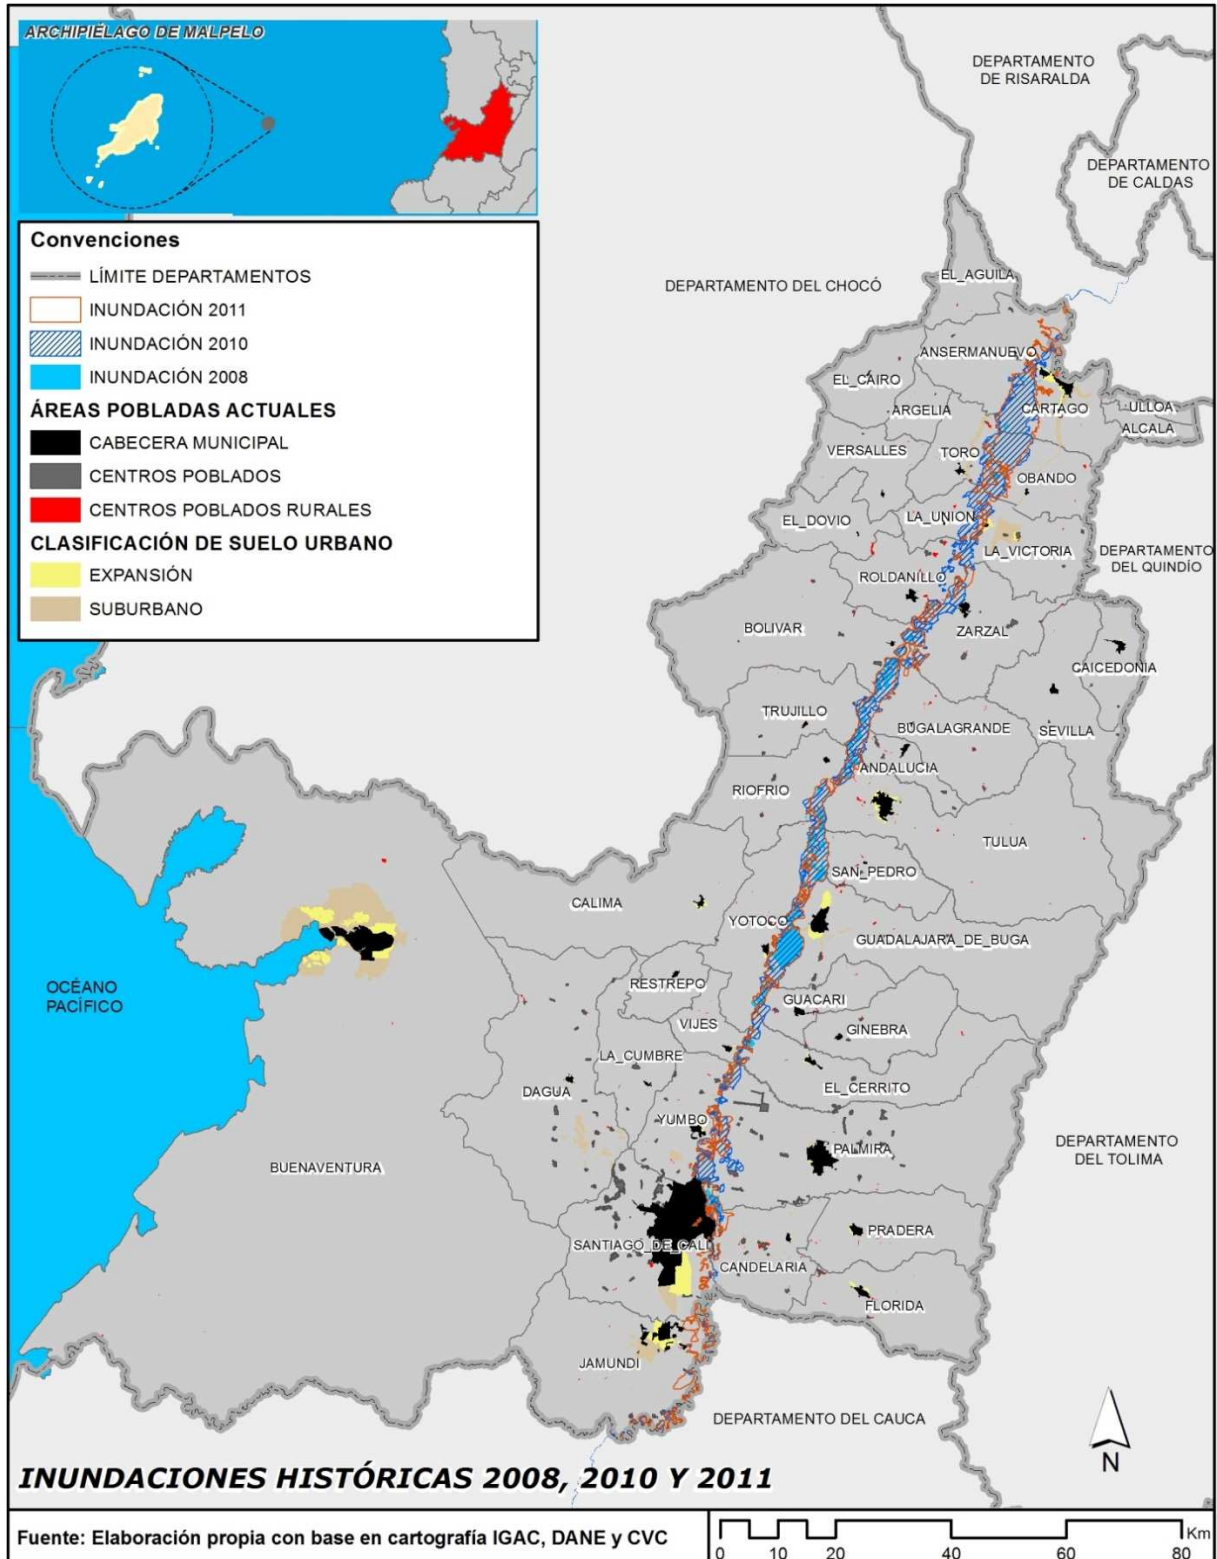 ARCHIPIÉLAGO DE MALPELO
Convenciones
LÍMITE DEPARTAMENTOS
INUNDACIÓN 2011
INUNDACIÓN 2010
INUNDACIÓN 2008
ÁREAS POBLADAS ACTUALES
CABECERA MUNICIPAL
CENTROS POBLADOS
CENTROS POBLADOS RURALES
CLASIFICACIÓN DE SUELO URBANO
EXPANSIÓN
SUBURBANO
DEPARTAMENTO
DE RISARALDA
DEPARTAMENTO
DE CALDAS
DEPARTAMENTO DEL CHOCÓ
EL_AGUILA
ANSERMANUEVO
EL_CAIRO
ARGELIA
CARTAGO
ULLOA
ALCALA
VERSALLES
TORO
OBANDO
EL_DOVIO
LA_UNION
LA_VICTORIA
DEPARTAMENTO
DEL QUINDÍO
ROLDANILLO
BOLIVAR
ZARZAL
CAICEDONIA
TRUJILLO
BUGALAGRANDE
SEVILLA
ANDALUCIA
RIOFRIO
TULUA
SAN_PEDRO
CALIMA
YOTOCO
GUADALAJARA_DE_BUGA
OCÉANO
PACÍFICO
RESTREPO
GUACARI
VIJES
GINEBRA
LA_CUMBRE
DAGUA
EL_CERRITO
YUMBO
PALMIRA
DEPARTAMENTO
DEL TOLIMA
BUENAVENTURA
PRADERA
SANTIAGO_DE_CALI
CANDELARIA
FLORIDA
JAMUNDI
DEPARTAMENTO DEL CAUCA
N
INUNDACIONES HISTÓRICAS 2008, 2010 Y 2011
Fuente: Elaboración propia con base en cartografía IGAC, DANE y CVC
Km
0 10 20 40 60 80